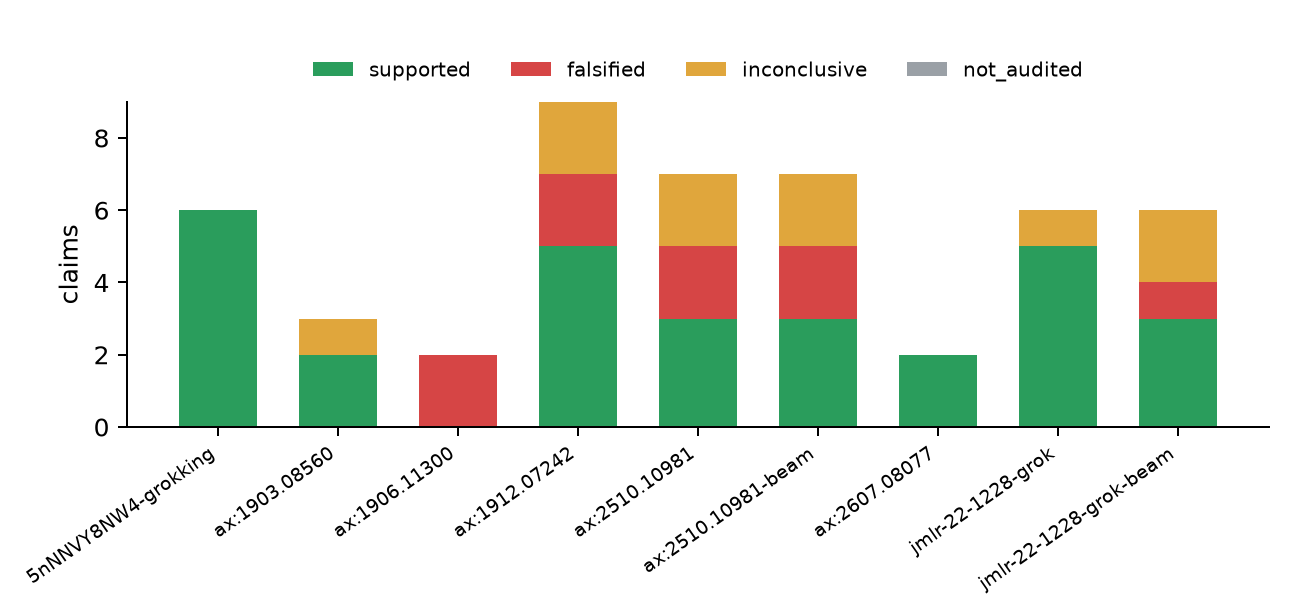 supported falsified inconclusive not_audited
claims
8
6
4
2
0
5nNNVY8NW4-grokking
ax:1903.08560
ax:1906.11300
ax:1912.07242
ax:2510.10981
ax:2510.10981-beam
ax:2607.08077
jmlr-22-1228-grok
jmlr-22-1228-grok-beam